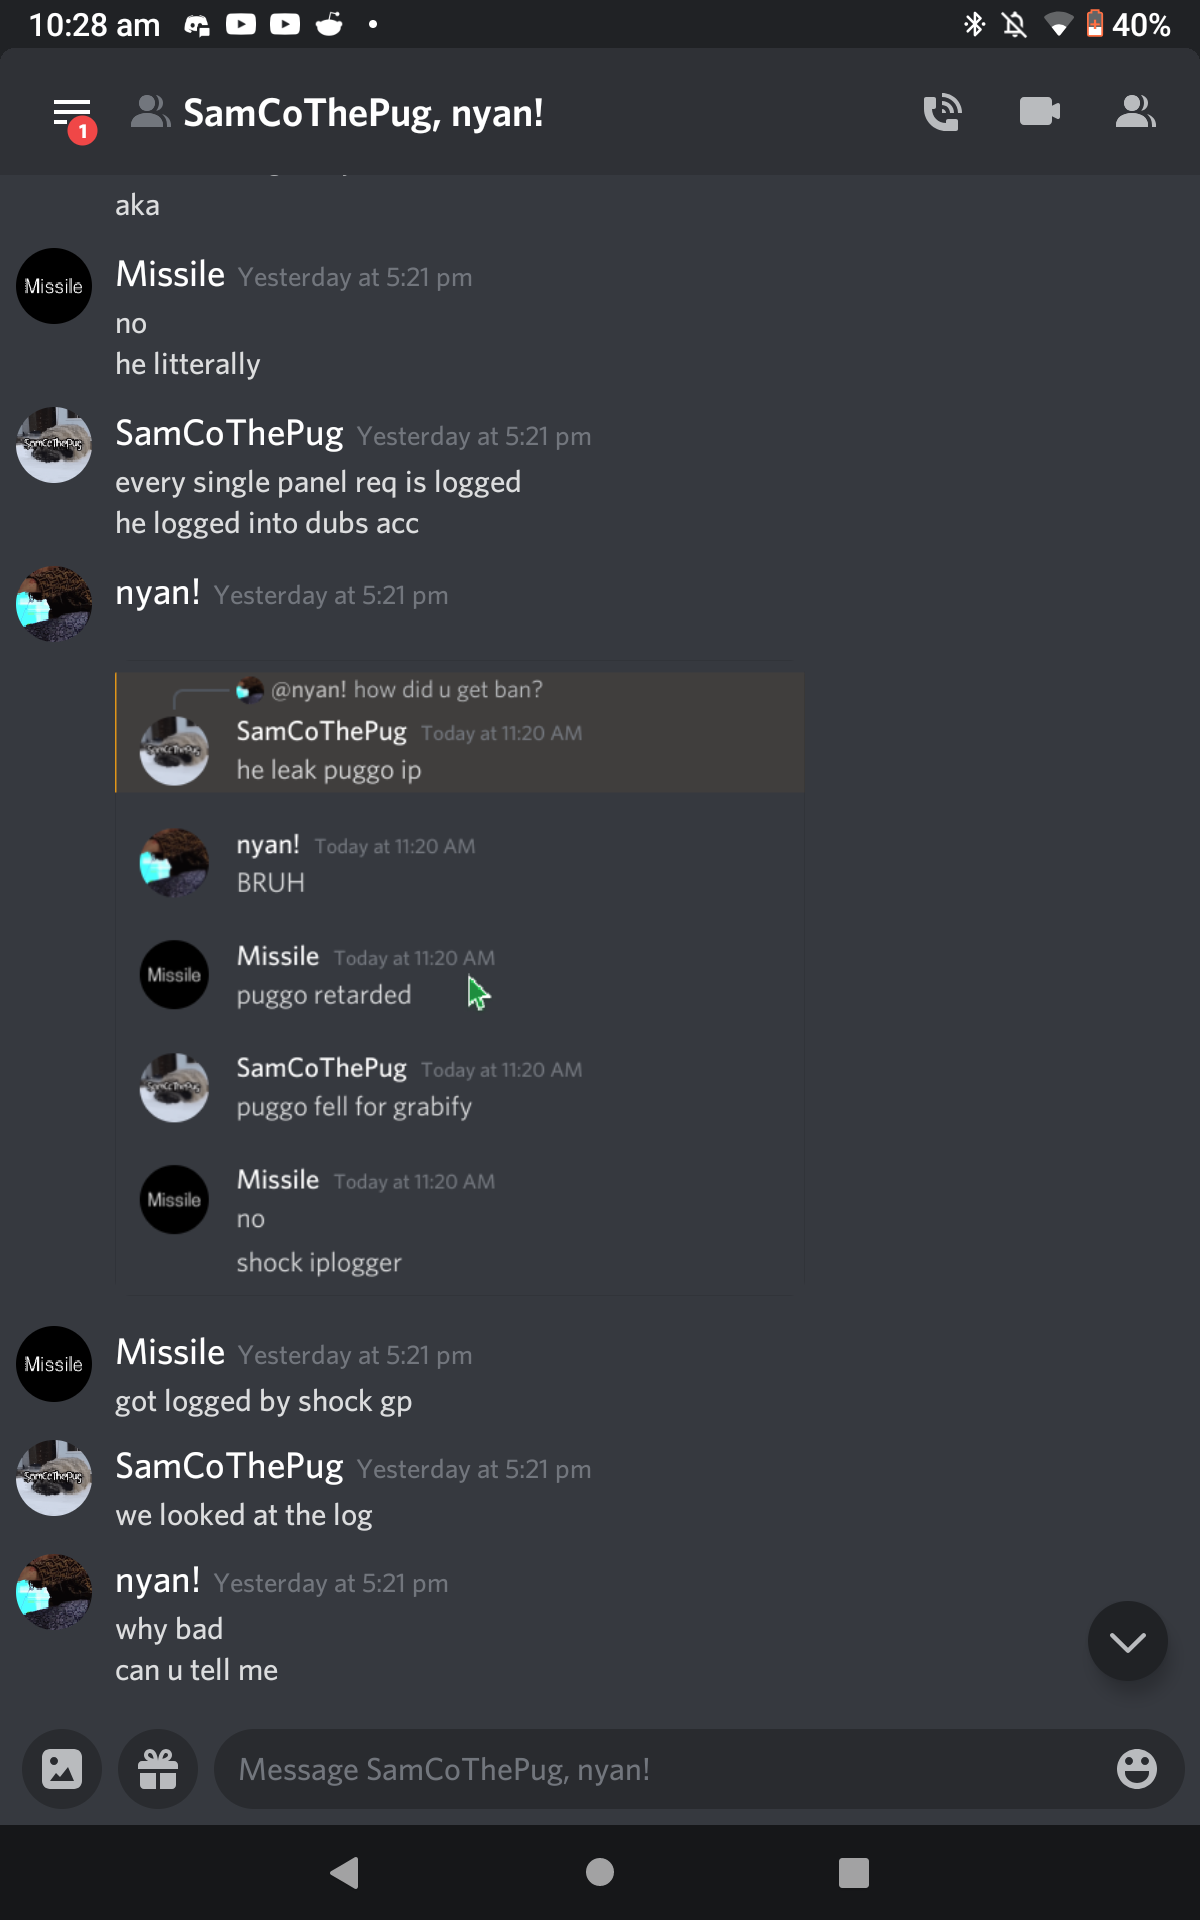 10:28 am
40%
1
SamCoThePug, nyan!
aka
Missile
Missile Yesterday at 5:21 pm
no
he litterally
SamCoThePug
SamCoThePug Yesterday at 5:21 pm
every single panel req is logged
he logged into dubs acc
nyan! Yesterday at 5:21 pm
@nyan! how did u get ban?
SamCoThePug
SamCoThePug Today at 11:20 AM
he leak puggo ip
nyan! Today at 11:20 AM
BRUH
Missile
Missile Today at 11:20 AM
puggo retarded
SamCoThePug
SamCoThePug Today at 11:20 AM
puggo fell for grabify
Missile
Missile Today at 11:20 AM
no
shock iplogger
Missile
Missile Yesterday at 5:21 pm
got logged by shock gp
SamCoThePug
SamCoThePug Yesterday at 5:21 pm
we looked at the log
nyan! Yesterday at 5:21 pm
why bad
can u tell me
Message SamCoThePug, nyan!